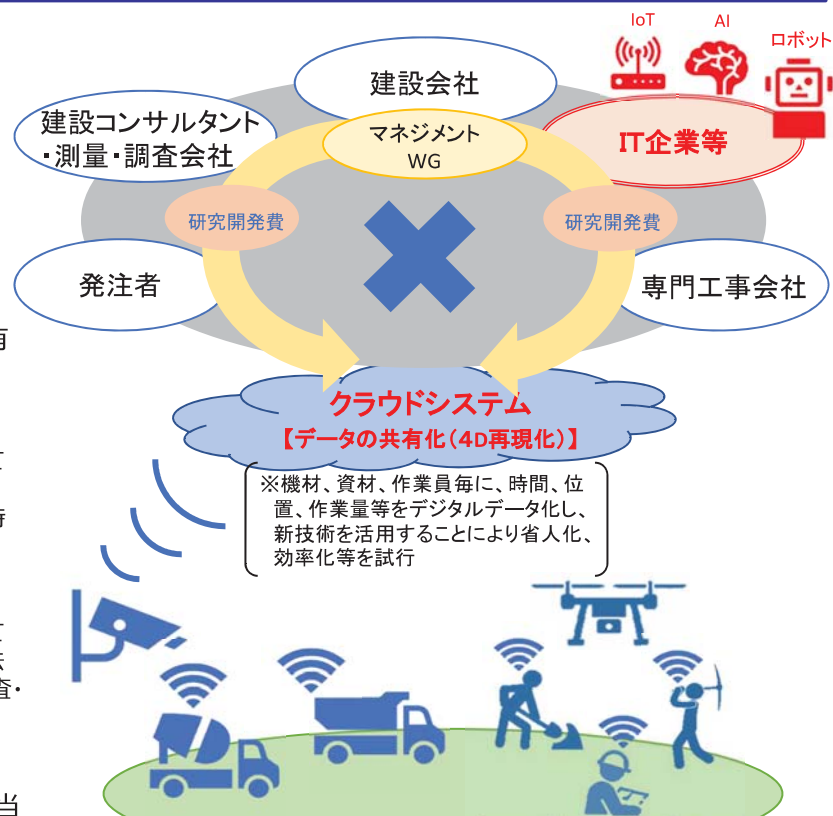 IoT
AI
ロボット
建設会社
建設コンサルタント
・測量・調査会社
マネジメント
WG
IT企業等
研究開発費
研究開発費
発注者
専門工事会社
クラウドシステム
【データの共有化(4D再現化)】
※機材、資材、作業員毎に、時間、位
置、作業量等をデジタルデータ化し、
新技術を活用することにより省人化、
効率化等を試行
査・
当